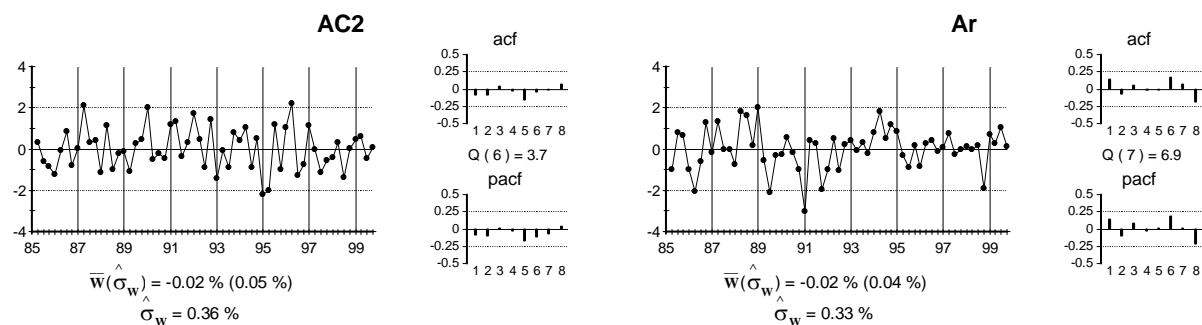 AC2
4
2
0
-2
-4
85 87 89 91 93 95 97 99
w̅(σ̂w) = -0.02 % (0.05 %)
σ̂w = 0.36 %
acf
0.5
0.25
0
-0.25
-0.5
1 2 3 4 5 6 7 8
Q ( 6 ) = 3.7
pacf
0.5
0.25
0
-0.25
0.5
1 2 3 4 5 6 7 8
Ar
4
2
0
-2
-4
85 87 89 91 93 95 97 99
w̅(σ̂w) = -0.02 % (0.04 %)
σ̂w = 0.33 %
acf
0.5
0.25
0
-0.25
-0.5
1 2 3 4 5 6 7 8
Q ( 7 ) = 6.9
pacf
0.5
0.25
0
-0.25
0.5
1 2 3 4 5 6 7 8